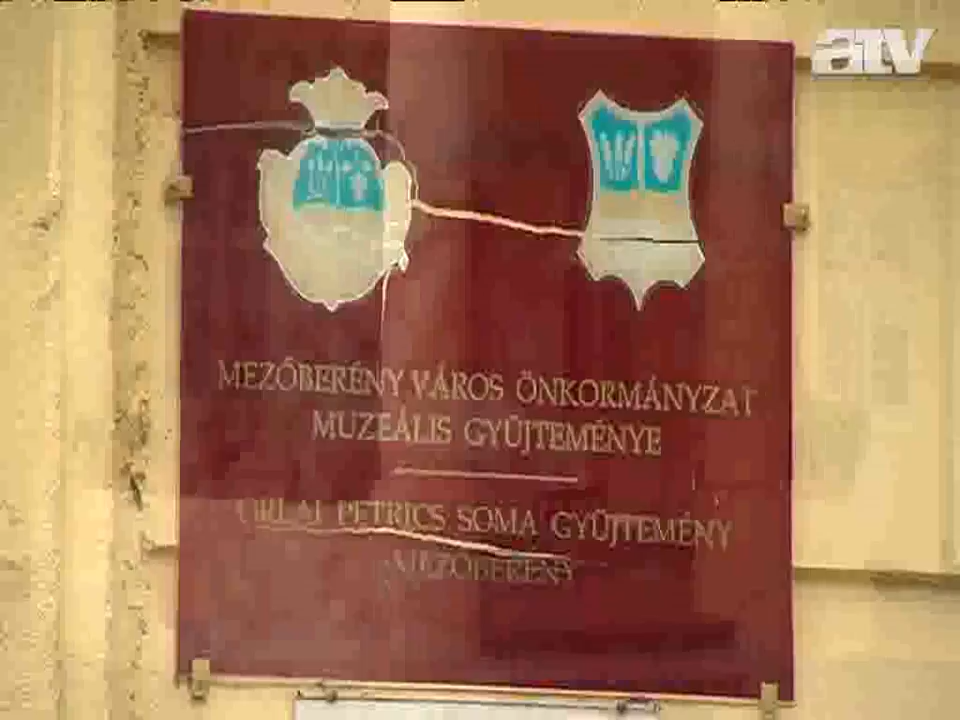 atv
MEZŐBERÉNY VÁROS ÖNKORMÁNYZAT
MUZEÁLIS GYŰJTEMÉNYE
ORLAI PETRICS SOMA GYŰJTEMÉNY
MEZŐBERÉNY